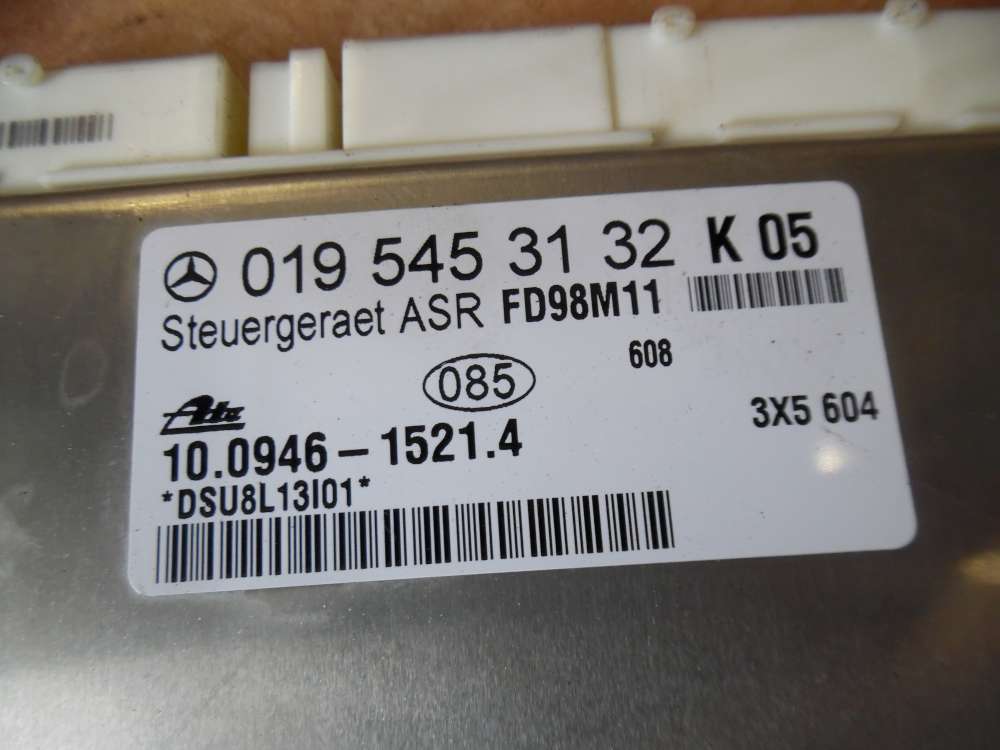 019 545 31 32 K 05
Steuergeraet ASR FD98M11
608
085
Ate
3X5 604
10.0946-1521.4
*DSU8L13I01*